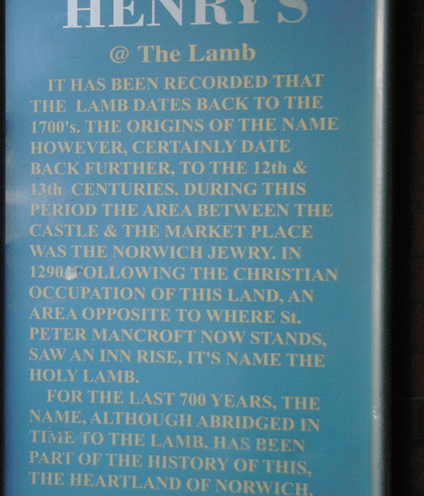 HENRY'S
@ The Lamb
IT HAS BEEN RECORDED THAT
THE LAMB DATES BACK TO THE
1700's. THE ORIGINS OF THE NAME
HOWEVER, CERTAINLY DATE
BACK FURTHER, TO THE 12th &
13th CENTURIES. DURING THIS
PERIOD THE AREA BETWEEN THE
CASTLE & THE MARKET PLACE
WAS THE NORWICH JEWRY. IN
1290, FOLLOWING THE CHRISTIAN
OCCUPATION OF THIS LAND, AN
AREA OPPOSITE TO WHERE St.
PETER MANCROFT NOW STANDS,
SAW AN INN RISE, IT'S NAME THE
HOLY LAMB.
FOR THE LAST 700 YEARS, THE
NAME, ALTHOUGH ABRIDGED IN
TIME TO THE LAMB, HAS BEEN
PART OF THE HISTORY OF THIS,
THE HEARTLAND OF NORWICH.